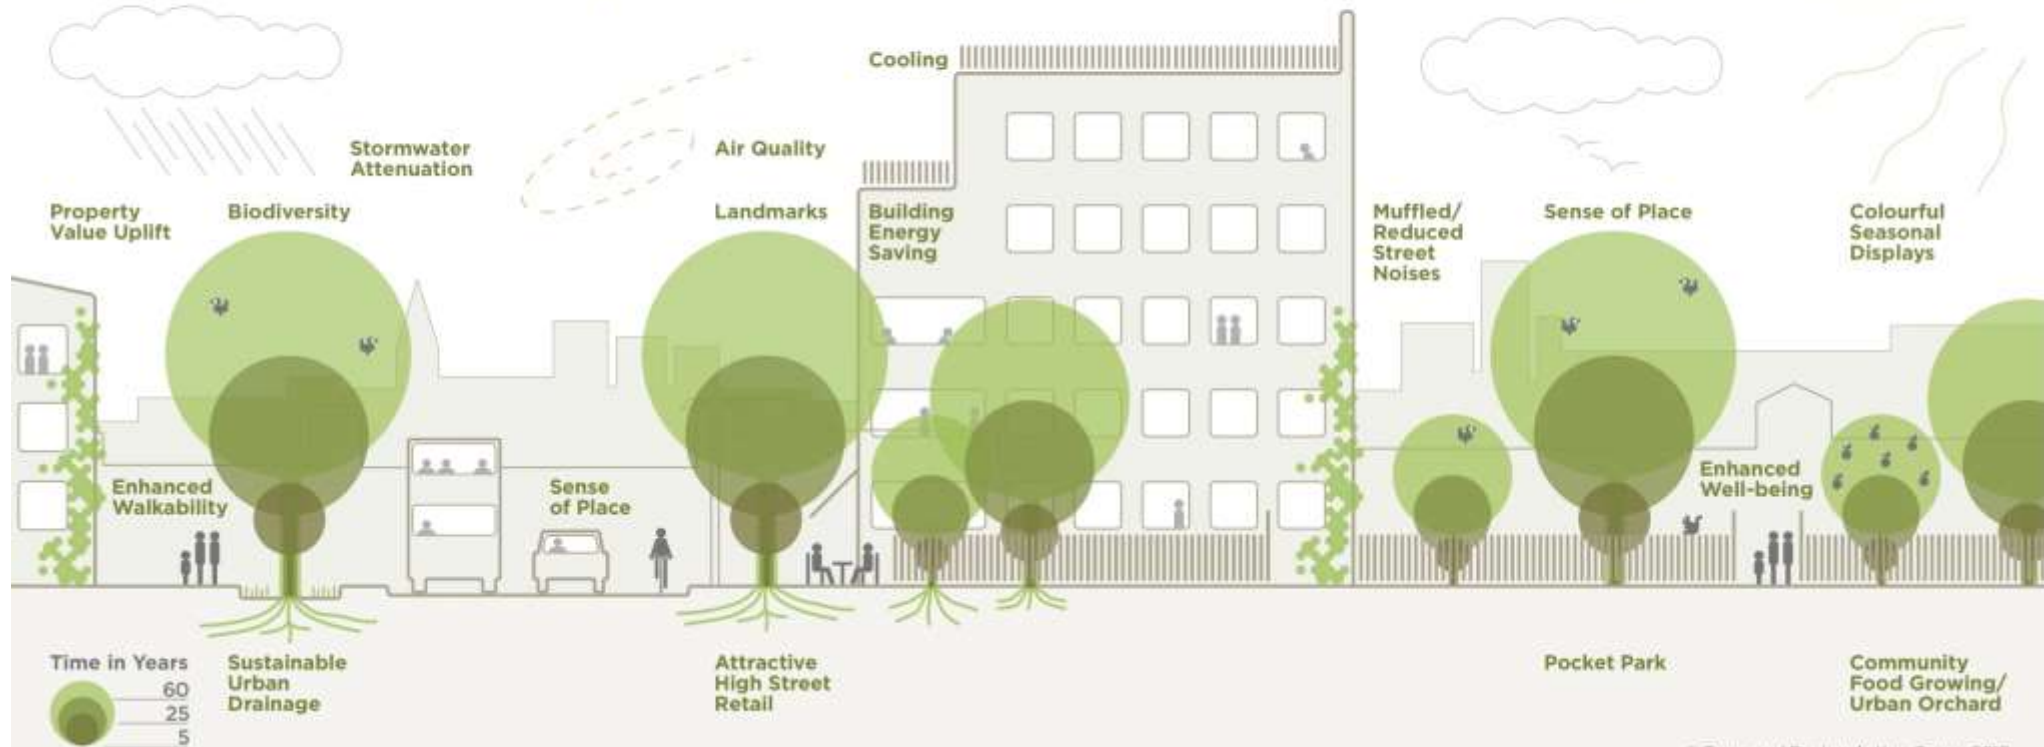 Cooling
Stormwater
Attenuation
Air Quality
Property
Value Uplift
Biodiversity
Landmarks
Building
Energy
Saving
Muffled/
Reduced
Street
Noises
Sense of Place
Colourful
Seasonal
Displays
Enhanced
Walkability
Sense
of Place
Enhanced
Well-being
Time in Years
60
25
5
Sustainable
Urban
Drainage
Attractive
High Street
Retail
Pocket Park
Community
Food Growing/
Urban Orchard